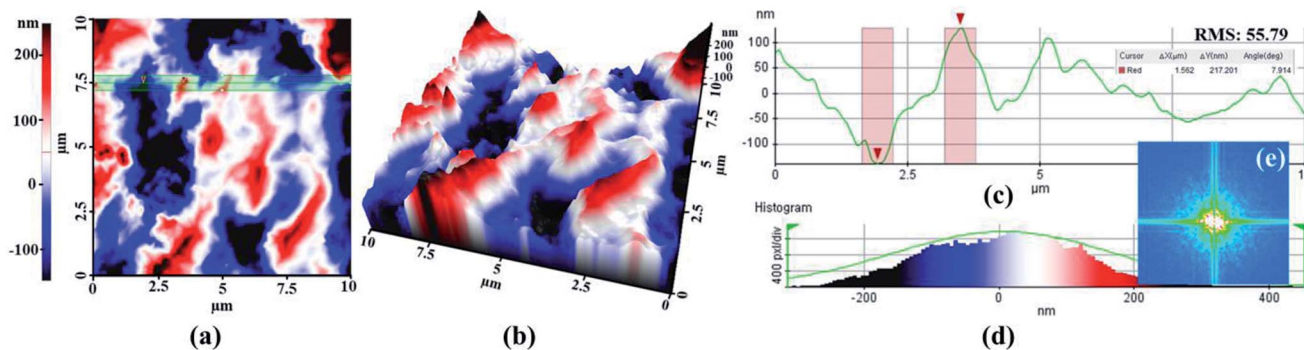 nm
200
100
0
-100
10
7.5
5
2.5
0
µm
0
2.5
5
7.5
10
µm
(a)
nm
200
100
0
-100
10
7.5
5
2.5
0
µm
10
7.5
5
2.5
0
µm
(b)
nm
RMS: 55.79
100
50
0
-50
-100
Cursor ΔX(µm) ΔY(nm) Angle(deg)
Red 1.562 217.201 7.914
0
2.5
5
µm
(c)
(e)
Histogram
400 pxl/div
-200
0
200
400
nm
(d)